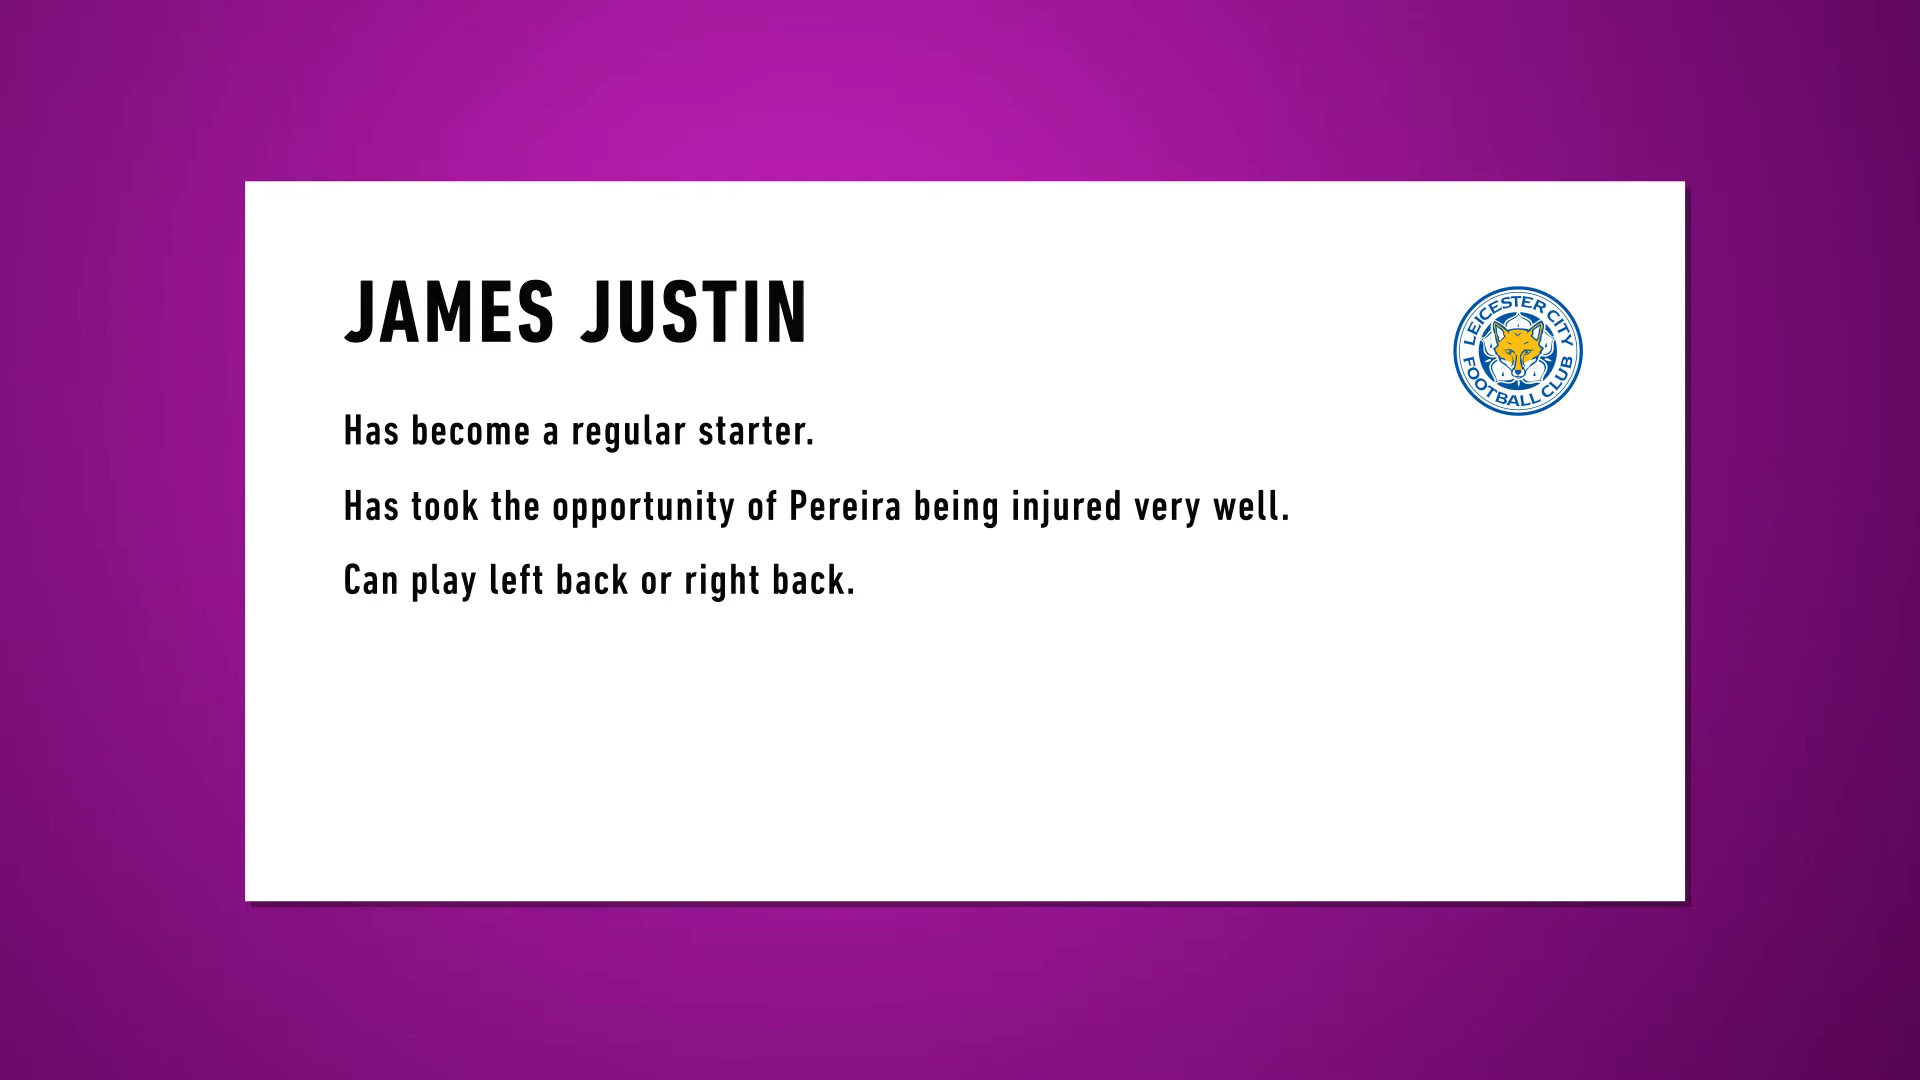 JAMES JUSTIN
LEICESTER CITY
FOOTBALL CLUB
Has become a regular starter.
Has took the opportunity of Pereira being injured very well.
Can play left back or right back.